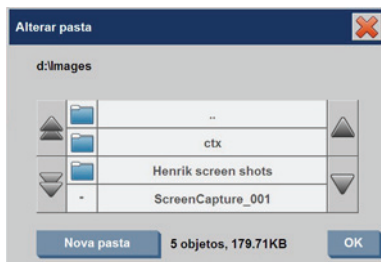 Alterar pasta
d:\Images
..
ctx
Henrik screen shots
- ScreenCapture_001
Nova pasta 5 objetos, 179.71KB OK